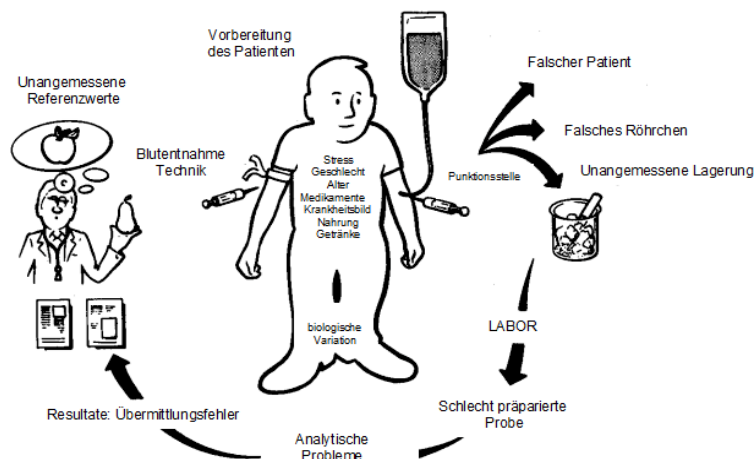 Vorbereitung
des Patienten
Unangemessene
Referenzwerte
Blutentnahme
Technik
Stress
Geschlecht
Alter
Medikamente
Krankheitsbild
Nahrung
Getränke
biologische
Variation
Punktionsstelle
Falscher Patient
Falsches Röhrchen
Unangemessene Lagerung
LABOR
Schlecht präparierte
Probe
Analytische
Probleme
Resultate: Übermittlungsfehler